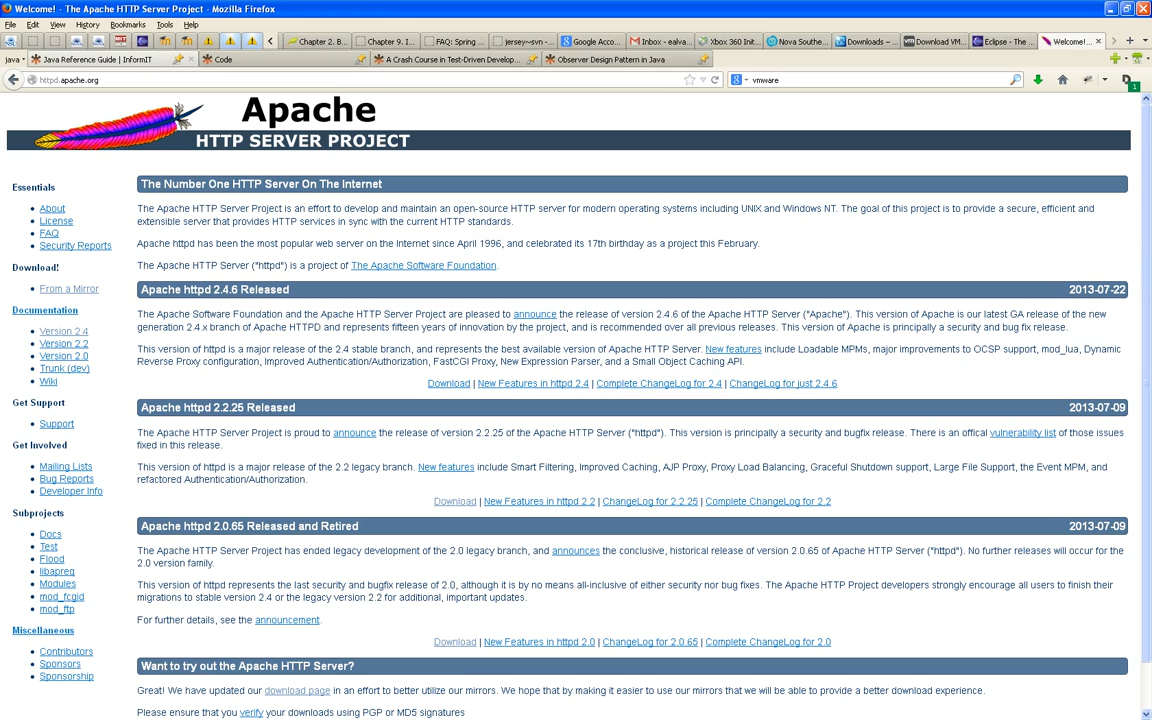 Welcome! - The Apache HTTP Server Project - Mozilla Firefox
File Edit View History Bookmarks Tools Help
Chapter 2. B... Chapter 9. I... FAQ: Spring ... jersey~svn -... Google Acco... Inbox - ealva... Xbox 360 Init... Nova Southe... Downloads -... Download VM... Eclipse - The ... Welcome!...
java Java Reference Guide | InformIT Code A Crash Course in Test-Driven Develop... Observer Design Pattern in Java
httpd.apache.org vmware
1
Apache
HTTP SERVER PROJECT
Essentials
About
License
FAQ
Security Reports
Download!
From a Mirror
Documentation
Version 2.4
Version 2.2
Version 2.0
Trunk (dev)
Wiki
Get Support
Support
Get Involved
Mailing Lists
Bug Reports
Developer Info
Subprojects
Docs
Test
Flood
libapreq
Modules
mod_fcgid
mod_ftp
Miscellaneous
Contributors
Sponsors
Sponsorship
The Number One HTTP Server On The Internet
The Apache HTTP Server Project is an effort to develop and maintain an open-source HTTP server for modern operating systems including UNIX and Windows NT. The goal of this project is to provide a secure, efficient and
extensible server that provides HTTP services in sync with the current HTTP standards.
Apache httpd has been the most popular web server on the Internet since April 1996, and celebrated its 17th birthday as a project this February.
The Apache HTTP Server ("httpd") is a project of The Apache Software Foundation.
Apache httpd 2.4.6 Released 2013-07-22
The Apache Software Foundation and the Apache HTTP Server Project are pleased to announce the release of version 2.4.6 of the Apache HTTP Server ("Apache"). This version of Apache is our latest GA release of the new
generation 2.4.x branch of Apache HTTPD and represents fifteen years of innovation by the project, and is recommended over all previous releases. This version of Apache is principally a security and bug fix release.
This version of httpd is a major release of the 2.4 stable branch, and represents the best available version of Apache HTTP Server. New features include Loadable MPMs, major improvements to OCSP support, mod_lua, Dynamic
Reverse Proxy configuration, Improved Authentication/Authorization, FastCGI Proxy, New Expression Parser, and a Small Object Caching API.
Download | New Features in httpd 2.4 | Complete ChangeLog for 2.4 | ChangeLog for just 2.4.6
Apache httpd 2.2.25 Released 2013-07-09
The Apache HTTP Server Project is proud to announce the release of version 2.2.25 of the Apache HTTP Server ("httpd"). This version is principally a security and bugfix release. There is an offical vulnerability list of those issues
fixed in this release.
This version of httpd is a major release of the 2.2 legacy branch. New features include Smart Filtering, Improved Caching, AJP Proxy, Proxy Load Balancing, Graceful Shutdown support, Large File Support, the Event MPM, and
refactored Authentication/Authorization.
Download | New Features in httpd 2.2 | ChangeLog for 2.2.25 | Complete ChangeLog for 2.2
Apache httpd 2.0.65 Released and Retired 2013-07-09
The Apache HTTP Server Project has ended legacy development of the 2.0 legacy branch, and announces the conclusive, historical release of version 2.0.65 of Apache HTTP Server ("httpd"). No further releases will occur for the
2.0 version family.
This version of httpd represents the last security and bugfix release of 2.0, although it is by no means all-inclusive of either security nor bug fixes. The Apache HTTP Project developers strongly encourage all users to finish their
migrations to stable version 2.4 or the legacy version 2.2 for additional, important updates.
For further details, see the announcement.
Download | New Features in httpd 2.0 | ChangeLog for 2.0.65 | Complete ChangeLog for 2.0
Want to try out the Apache HTTP Server?
Great! We have updated our download page in an effort to better utilize our mirrors. We hope that by making it easier to use our mirrors that we will be able to provide a better download experience.
Please ensure that you verify your downloads using PGP or MD5 signatures